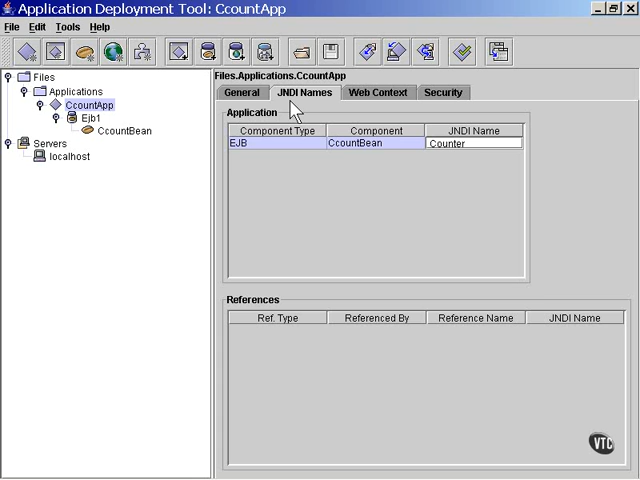 Application Deployment Tool: CcountApp
File Edit Tools Help
Files
Applications
CcountApp
Ejb1
CcountBean
Servers
localhost
Files.Applications.CcountApp
General JNDI Names Web Context Security
Application
Component Type Component JNDI Name
EJB CcountBean Counter
References
Ref. Type Referenced By Reference Name JNDI Name
VTC